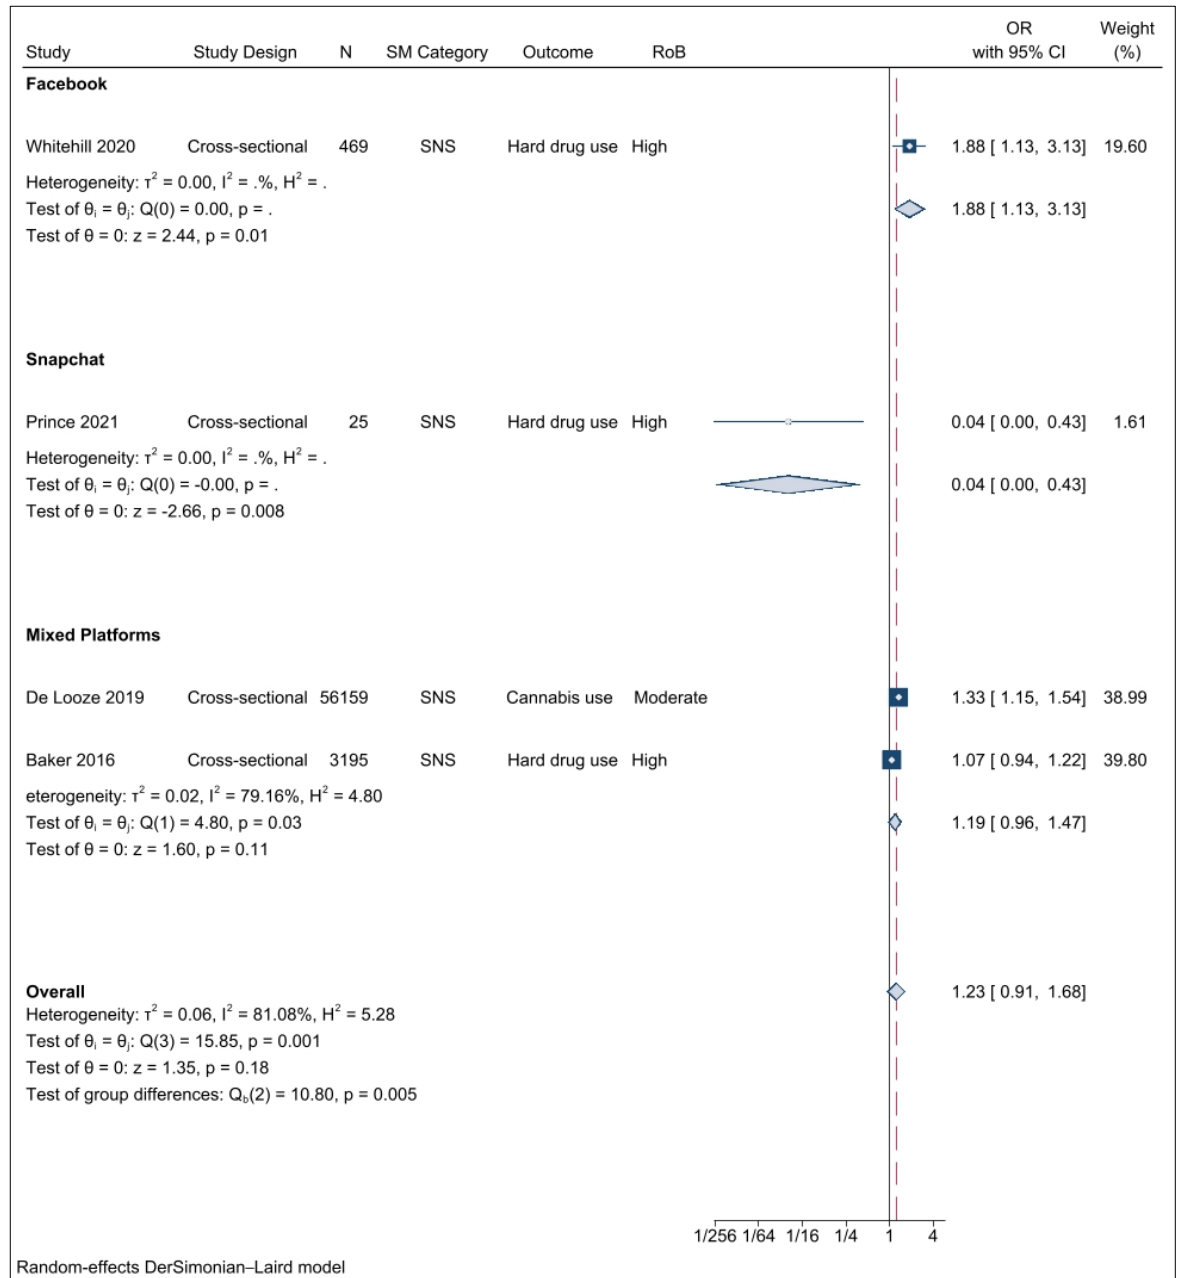 OR Weight
Study Study Design N SM Category Outcome RoB with 95% CI (%)
Facebook
Whitehill 2020 Cross-sectional 469 SNS Hard drug use High 1.88 [ 1.13, 3.13] 19.60
Heterogeneity: τ² = 0.00, I² = .%, H² = .
Test of θᵢ = θⱼ: Q(0) = 0.00, p = . 1.88 [ 1.13, 3.13]
Test of θ = 0: z = 2.44, p = 0.01
Snapchat
Prince 2021 Cross-sectional 25 SNS Hard drug use High 0.04 [ 0.00, 0.43] 1.61
Heterogeneity: τ² = 0.00, I² = .%, H² = .
Test of θᵢ = θⱼ: Q(0) = -0.00, p = . 0.04 [ 0.00, 0.43]
Test of θ = 0: z = -2.66, p = 0.008
Mixed Platforms
De Looze 2019 Cross-sectional 56159 SNS Cannabis use Moderate 1.33 [ 1.15, 1.54] 38.99
Baker 2016 Cross-sectional 3195 SNS Hard drug use High 1.07 [ 0.94, 1.22] 39.80
eterogeneity: τ² = 0.02, I² = 79.16%, H² = 4.80
Test of θᵢ = θⱼ: Q(1) = 4.80, p = 0.03 1.19 [ 0.96, 1.47]
Test of θ = 0: z = 1.60, p = 0.11
Overall 1.23 [ 0.91, 1.68]
Heterogeneity: τ² = 0.06, I² = 81.08%, H² = 5.28
Test of θᵢ = θⱼ: Q(3) = 15.85, p = 0.001
Test of θ = 0: z = 1.35, p = 0.18
Test of group differences: Q_b(2) = 10.80, p = 0.005
1/256 1/64 1/16 1/4 1 4
Random-effects DerSimonian–Laird model